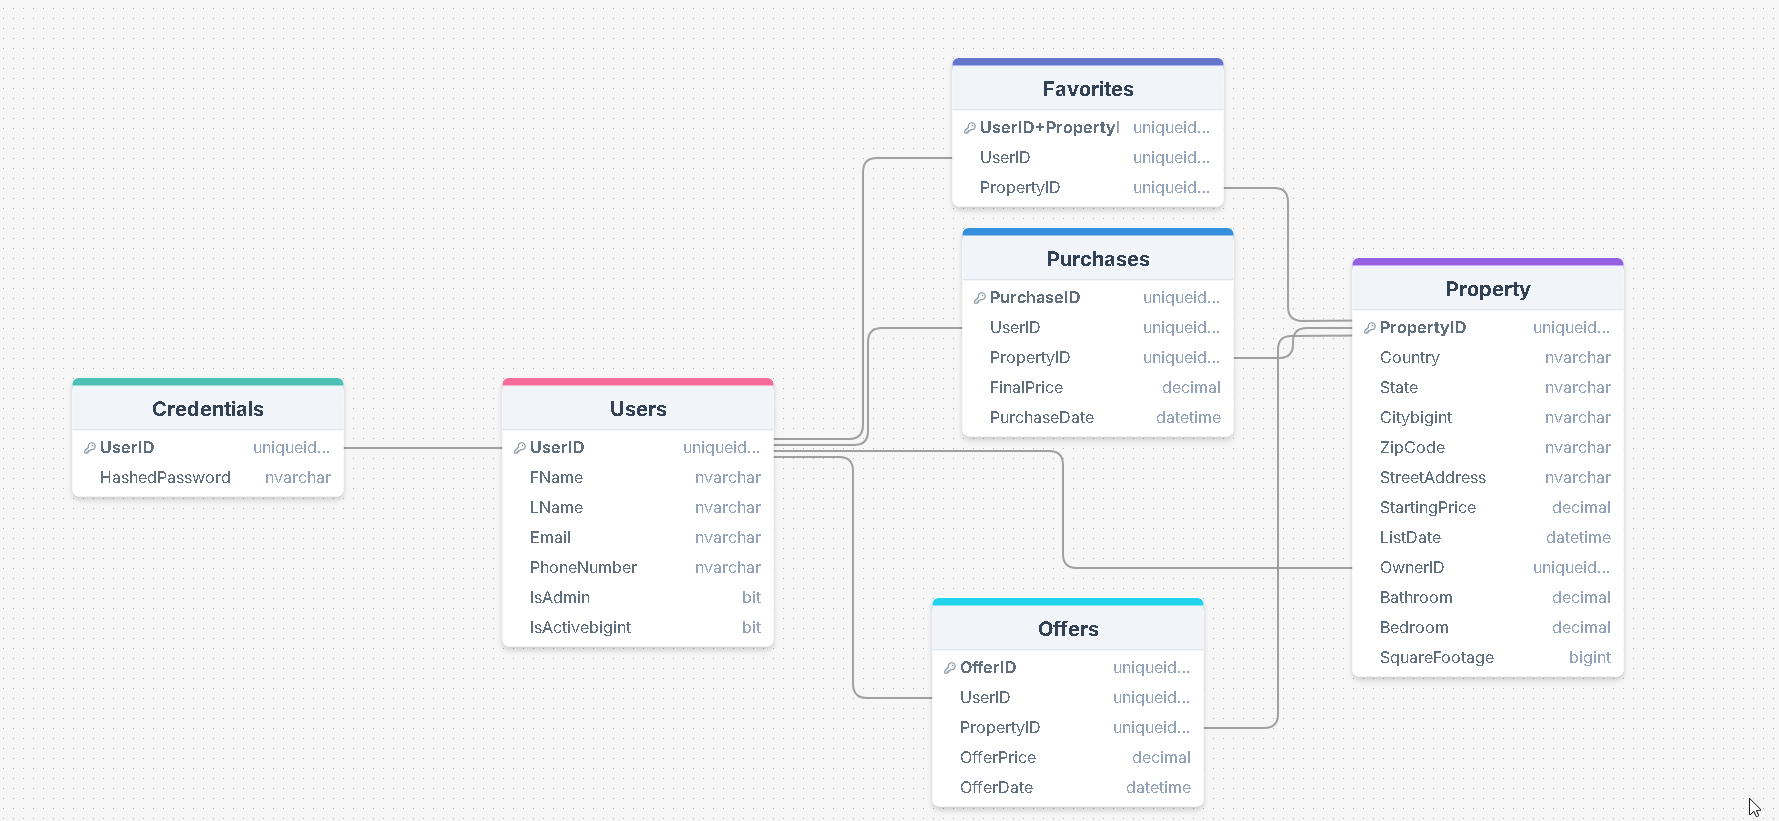 Favorites
UserID+PropertyI uniqueid...
UserID uniqueid...
PropertyID uniqueid...
Purchases
PurchaseID uniqueid...
UserID uniqueid...
PropertyID uniqueid...
FinalPrice decimal
PurchaseDate datetime
Property
PropertyID uniqueid...
Country nvarchar
State nvarchar
Citybigint nvarchar
ZipCode nvarchar
StreetAddress nvarchar
StartingPrice decimal
ListDate datetime
OwnerID uniqueid...
Bathroom decimal
Bedroom decimal
SquareFootage bigint
Credentials
UserID uniqueid...
HashedPassword nvarchar
Users
UserID uniqueid...
FName nvarchar
LName nvarchar
Email nvarchar
PhoneNumber nvarchar
IsAdmin bit
IsActivebigint bit
Offers
OfferID uniqueid...
UserID uniqueid...
PropertyID uniqueid...
OfferPrice decimal
OfferDate datetime